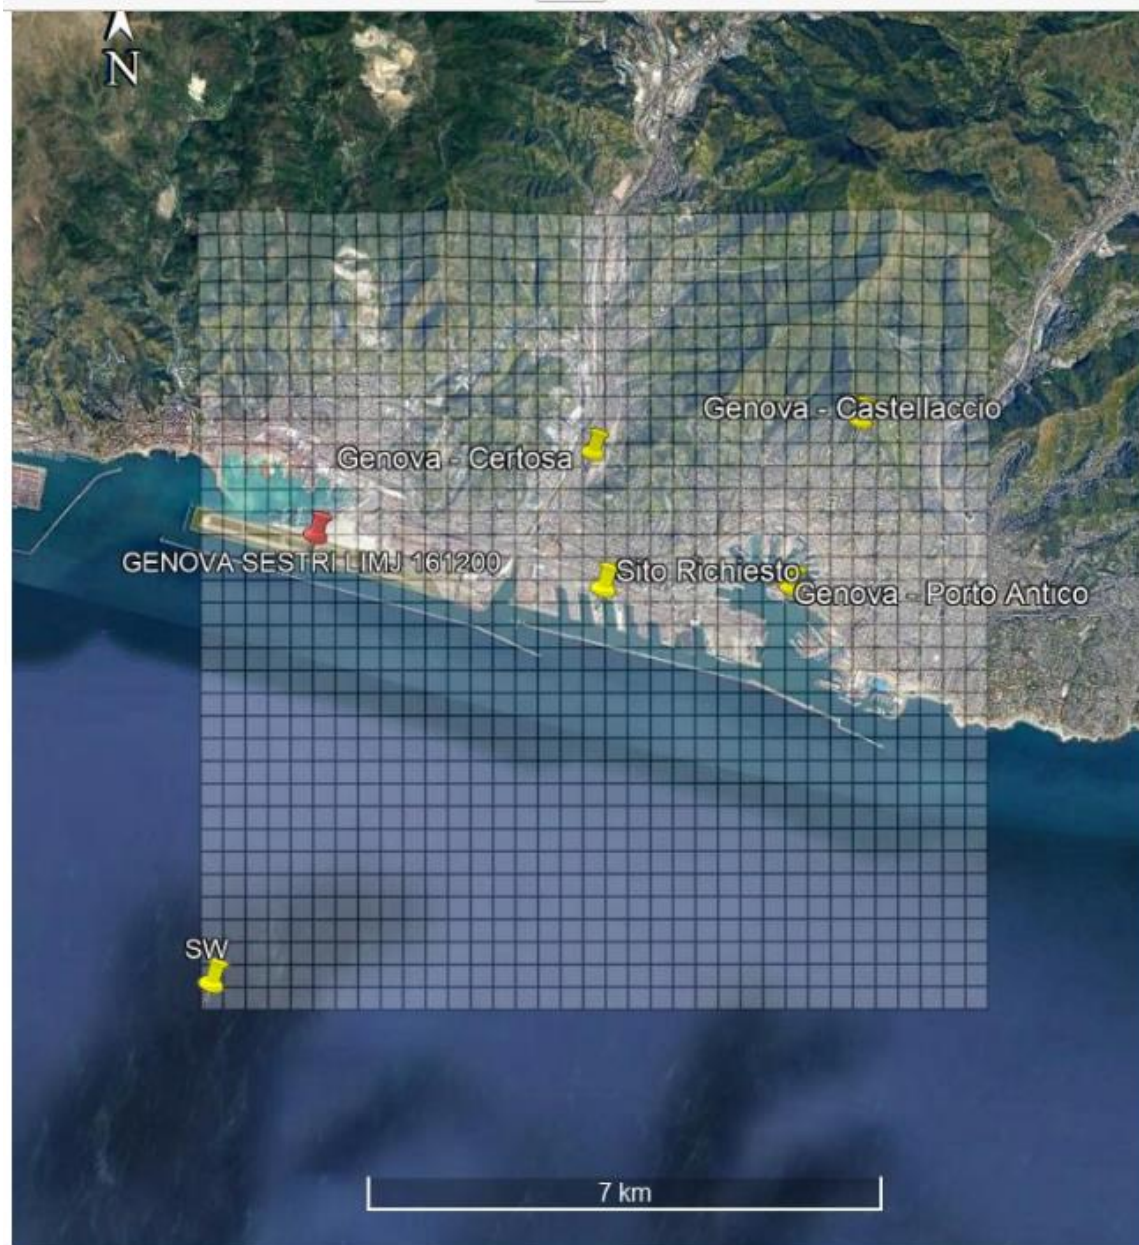 N
Genova - Castellaccio
Genova - Certosa
GENOVA-SESTRI LIMJ 161200
Sito Richiesto
Genova - Porto Antico
SW
7 km